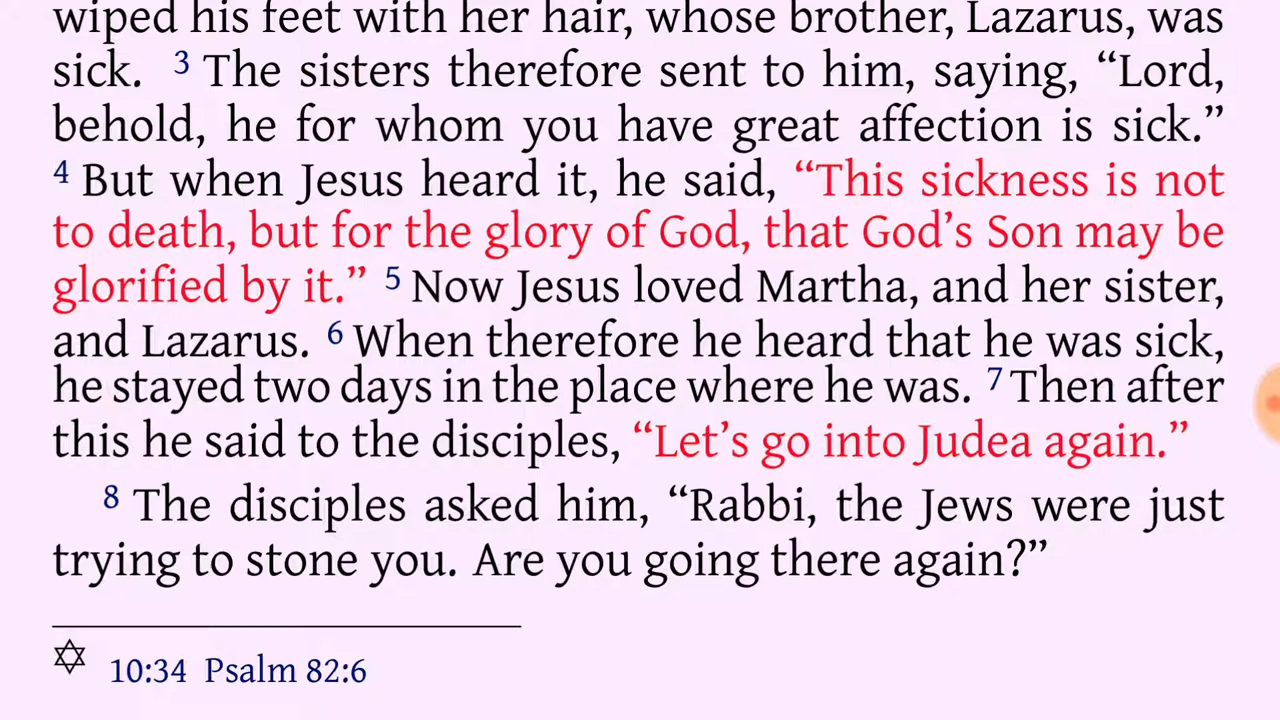 wiped his feet with her hair, whose brother, Lazarus, was
sick. 3 The sisters therefore sent to him, saying, “Lord,
behold, he for whom you have great affection is sick.”
4 But when Jesus heard it, he said, “This sickness is not
to death, but for the glory of God, that God’s Son may be
glorified by it.” 5 Now Jesus loved Martha, and her sister,
and Lazarus. 6 When therefore he heard that he was sick,
he stayed two days in the place where he was. 7 Then after
this he said to the disciples, “Let’s go into Judea again.”
8 The disciples asked him, “Rabbi, the Jews were just
trying to stone you. Are you going there again?”
✡ 10:34 Psalm 82:6